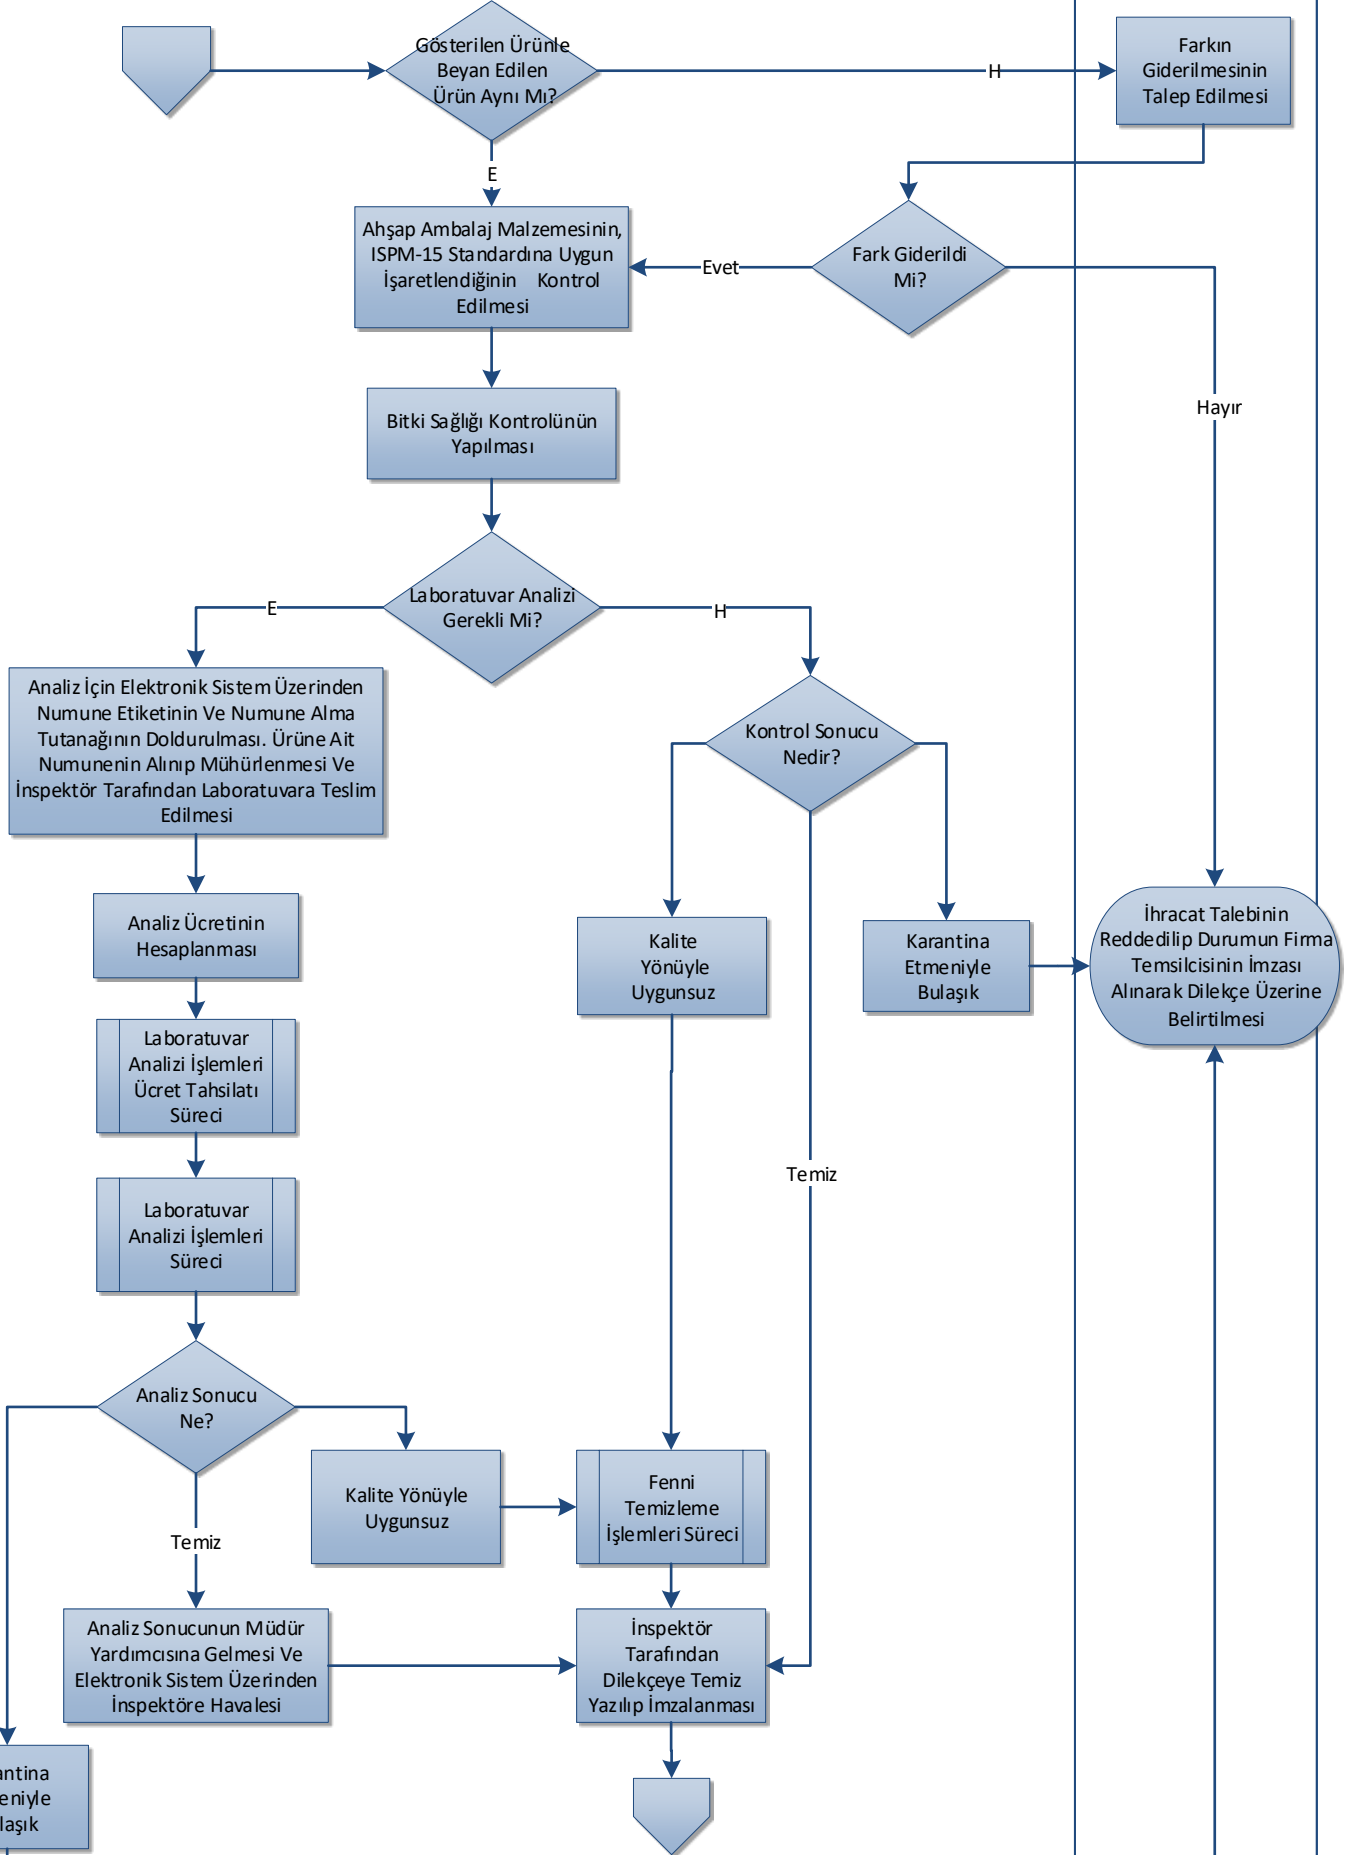 Gösterilen Ürünle
Beyan Edilen
Ürün Aynı Mı?
H
Farkın
Giderilmesinin
Talep Edilmesi
E
Ahşap Ambalaj Malzemesinin,
ISPM-15 Standardına Uygun
İşaretlendiğinin Kontrol
Edilmesi
Evet
Fark Giderildi
Mi?
Hayır
Bitki Sağlığı Kontrolünün
Yapılması
Laboratuvar Analizi
Gerekli Mi?
E
H
Analiz İçin Elektronik Sistem Üzerinden
Numune Etiketinin Ve Numune Alma
Tutanağının Doldurulması. Ürüne Ait
Numunenin Alınıp Mühürlenmesi Ve
İnspektör Tarafından Laboratuvara Teslim
Edilmesi
Kontrol Sonucu
Nedir?
Analiz Ücretinin
Hesaplanması
Kalite
Yönüyle
Uygunsuz
Karantina
Etmeniyle
Bulaşık
İhracat Talebinin
Reddedilip Durumun Firma
Temsilcisinin İmzası
Alınarak Dilekçe Üzerine
Belirtilmesi
Laboratuvar
Analizi İşlemleri
Ücret Tahsilatı
Süreci
Temiz
Laboratuvar
Analizi İşlemleri
Süreci
Analiz Sonucu
Ne?
Kalite Yönüyle
Uygunsuz
Fenni
Temizleme
İşlemleri Süreci
Temiz
Analiz Sonucunun Müdür
Yardımcısına Gelmesi Ve
Elektronik Sistem Üzerinden
İnspektöre Havalesi
İnspektör
Tarafından
Dilekçeye Temiz
Yazılıp İmzalanması
antina
eniyle
laşık